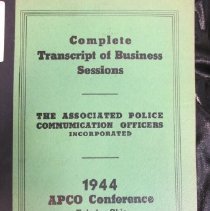 Complete
Transcript of Business
Sessions
THE ASSOCIATED POLICE
COMMUNICATION OFFICERS
INCORPORATED
1944
APCO Conference